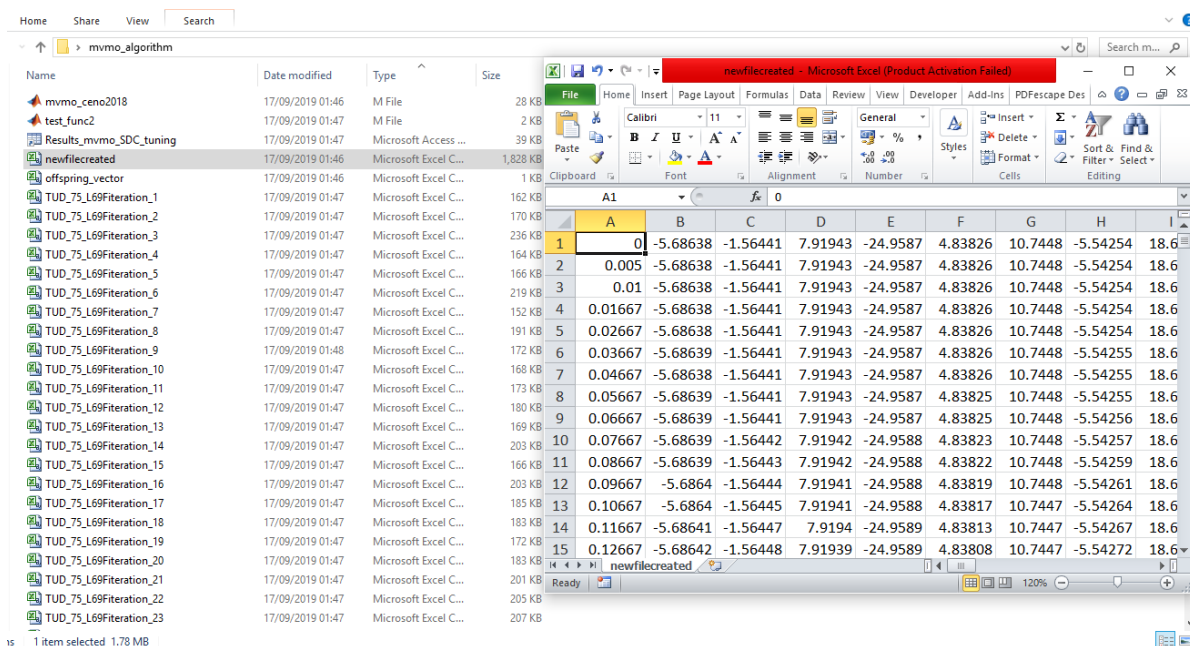 Home Share View Search
mvmo_algorithm Search m...
Name Date modified Type Size
mvmo_ceno2018 17/09/2019 01:46 M File 28 KB
test_func2 17/09/2019 01:47 M File 2 KB
Results_mvmo_SDC_tuning 17/09/2019 01:47 Microsoft Access ... 39 KB
newfilecreated 17/09/2019 01:46 Microsoft Excel C... 1,828 KB
offspring_vector 17/09/2019 01:46 Microsoft Excel C... 1 KB
TUD_75_L69Fiteration_1 17/09/2019 01:47 Microsoft Excel C... 162 KB
TUD_75_L69Fiteration_2 17/09/2019 01:47 Microsoft Excel C... 170 KB
TUD_75_L69Fiteration_3 17/09/2019 01:47 Microsoft Excel C... 236 KB
TUD_75_L69Fiteration_4 17/09/2019 01:47 Microsoft Excel C... 164 KB
TUD_75_L69Fiteration_5 17/09/2019 01:47 Microsoft Excel C... 166 KB
TUD_75_L69Fiteration_6 17/09/2019 01:47 Microsoft Excel C... 219 KB
TUD_75_L69Fiteration_7 17/09/2019 01:47 Microsoft Excel C... 152 KB
TUD_75_L69Fiteration_8 17/09/2019 01:47 Microsoft Excel C... 191 KB
TUD_75_L69Fiteration_9 17/09/2019 01:48 Microsoft Excel C... 172 KB
TUD_75_L69Fiteration_10 17/09/2019 01:47 Microsoft Excel C... 168 KB
TUD_75_L69Fiteration_11 17/09/2019 01:47 Microsoft Excel C... 173 KB
TUD_75_L69Fiteration_12 17/09/2019 01:47 Microsoft Excel C... 180 KB
TUD_75_L69Fiteration_13 17/09/2019 01:47 Microsoft Excel C... 169 KB
TUD_75_L69Fiteration_14 17/09/2019 01:47 Microsoft Excel C... 203 KB
TUD_75_L69Fiteration_15 17/09/2019 01:47 Microsoft Excel C... 166 KB
TUD_75_L69Fiteration_16 17/09/2019 01:47 Microsoft Excel C... 203 KB
TUD_75_L69Fiteration_17 17/09/2019 01:47 Microsoft Excel C... 185 KB
TUD_75_L69Fiteration_18 17/09/2019 01:47 Microsoft Excel C... 183 KB
TUD_75_L69Fiteration_19 17/09/2019 01:47 Microsoft Excel C... 172 KB
TUD_75_L69Fiteration_20 17/09/2019 01:47 Microsoft Excel C... 183 KB
TUD_75_L69Fiteration_21 17/09/2019 01:47 Microsoft Excel C... 201 KB
TUD_75_L69Fiteration_22 17/09/2019 01:47 Microsoft Excel C... 205 KB
TUD_75_L69Fiteration_23 17/09/2019 01:47 Microsoft Excel C... 207 KB
1 item selected 1.78 MB
newfilecreated - Microsoft Excel (Product Activation Failed)
File Home Insert Page Layout Formulas Data Review View Developer Add-Ins PDFescape Des
Calibri 11 General Insert
Paste B I U A A % , Styles Delete Sort & Find &
Format Filter Select
Clipboard Font Alignment Number Cells Editing
A1 fx 0
A B C D E F G H I
1 0 -5.68638 -1.56441 7.91943 -24.9587 4.83826 10.7448 -5.54254 18.6
2 0.005 -5.68638 -1.56441 7.91943 -24.9587 4.83826 10.7448 -5.54254 18.6
3 0.01 -5.68638 -1.56441 7.91943 -24.9587 4.83826 10.7448 -5.54254 18.6
4 0.01667 -5.68638 -1.56441 7.91943 -24.9587 4.83826 10.7448 -5.54254 18.6
5 0.02667 -5.68638 -1.56441 7.91943 -24.9587 4.83826 10.7448 -5.54254 18.6
6 0.03667 -5.68639 -1.56441 7.91943 -24.9587 4.83826 10.7448 -5.54255 18.6
7 0.04667 -5.68638 -1.56441 7.91943 -24.9587 4.83826 10.7448 -5.54255 18.6
8 0.05667 -5.68639 -1.56441 7.91943 -24.9587 4.83825 10.7448 -5.54255 18.6
9 0.06667 -5.68639 -1.56441 7.91943 -24.9587 4.83825 10.7448 -5.54256 18.6
10 0.07667 -5.68639 -1.56442 7.91942 -24.9588 4.83823 10.7448 -5.54257 18.6
11 0.08667 -5.68639 -1.56443 7.91942 -24.9588 4.83822 10.7448 -5.54259 18.6
12 0.09667 -5.6864 -1.56444 7.91941 -24.9588 4.83819 10.7448 -5.54261 18.6
13 0.10667 -5.6864 -1.56445 7.91941 -24.9588 4.83817 10.7447 -5.54264 18.6
14 0.11667 -5.68641 -1.56447 7.9194 -24.9589 4.83813 10.7447 -5.54267 18.6
15 0.12667 -5.68642 -1.56448 7.91939 -24.9589 4.83808 10.7447 -5.54272 18.6
newfilecreated
Ready 120%